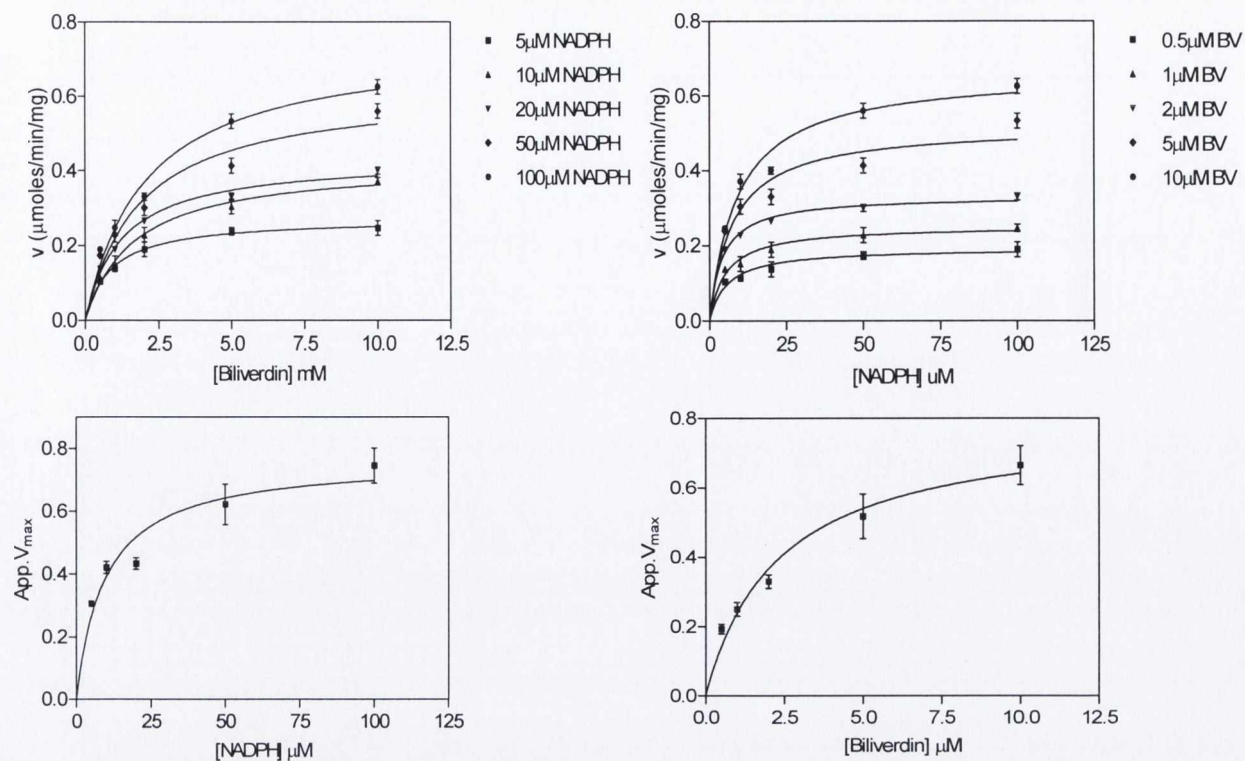 0.8
0.6
0.4
0.2
0.0
v (µmoles/min/mg)
0.0 2.5 5.0 50.0 100.0 12.5
[Biliverdin] mM
5µM NADPH
10µM NADPH
20µM NADPH
50µM NADPH
100µM NADPH
0.8
0.6
0.4
0.2
0.0
v (µmoles/min/mg)
0 25 50 75 100 125
[NADPH] uM
0.5µM BV
1µM BV
2µM BV
5µM BV
10µM BV
0.8
0.6
0.4
0.2
0.0
App. Vmax
0 25 50 75 100 125
[NADPH] µM
0.8
0.6
0.4
0.2
0.0
App. Vmax
0.0 2.5 5.0 7.5 10.0 12.5
[Biliverdin] µM